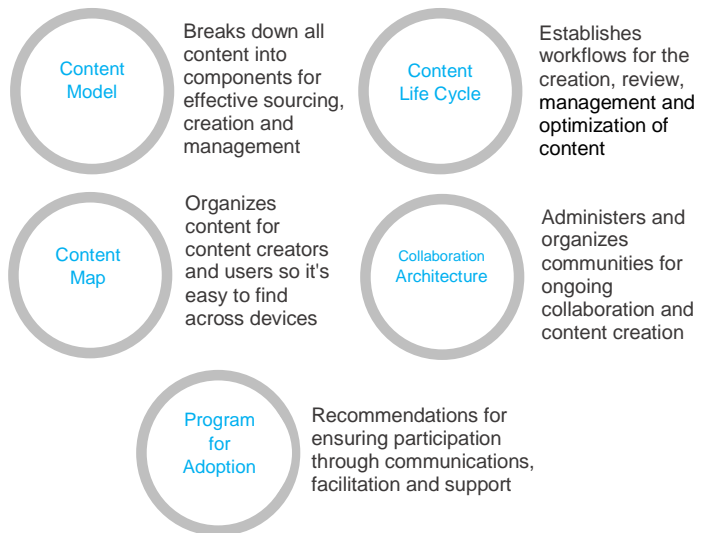 Content
Model
Breaks down all
content into
components for
effective sourcing,
creation and
management
Content
Life Cycle
Establishes
workflows for the
creation, review,
management and
optimization of
content
Content
Map
Organizes
content for
content creators
and users so it's
easy to find
across devices
Collaboration
Architecture
Administers and
organizes
communities for
ongoing
collaboration and
content creation
Program
for
Adoption
Recommendations for
ensuring participation
through communications,
facilitation and support